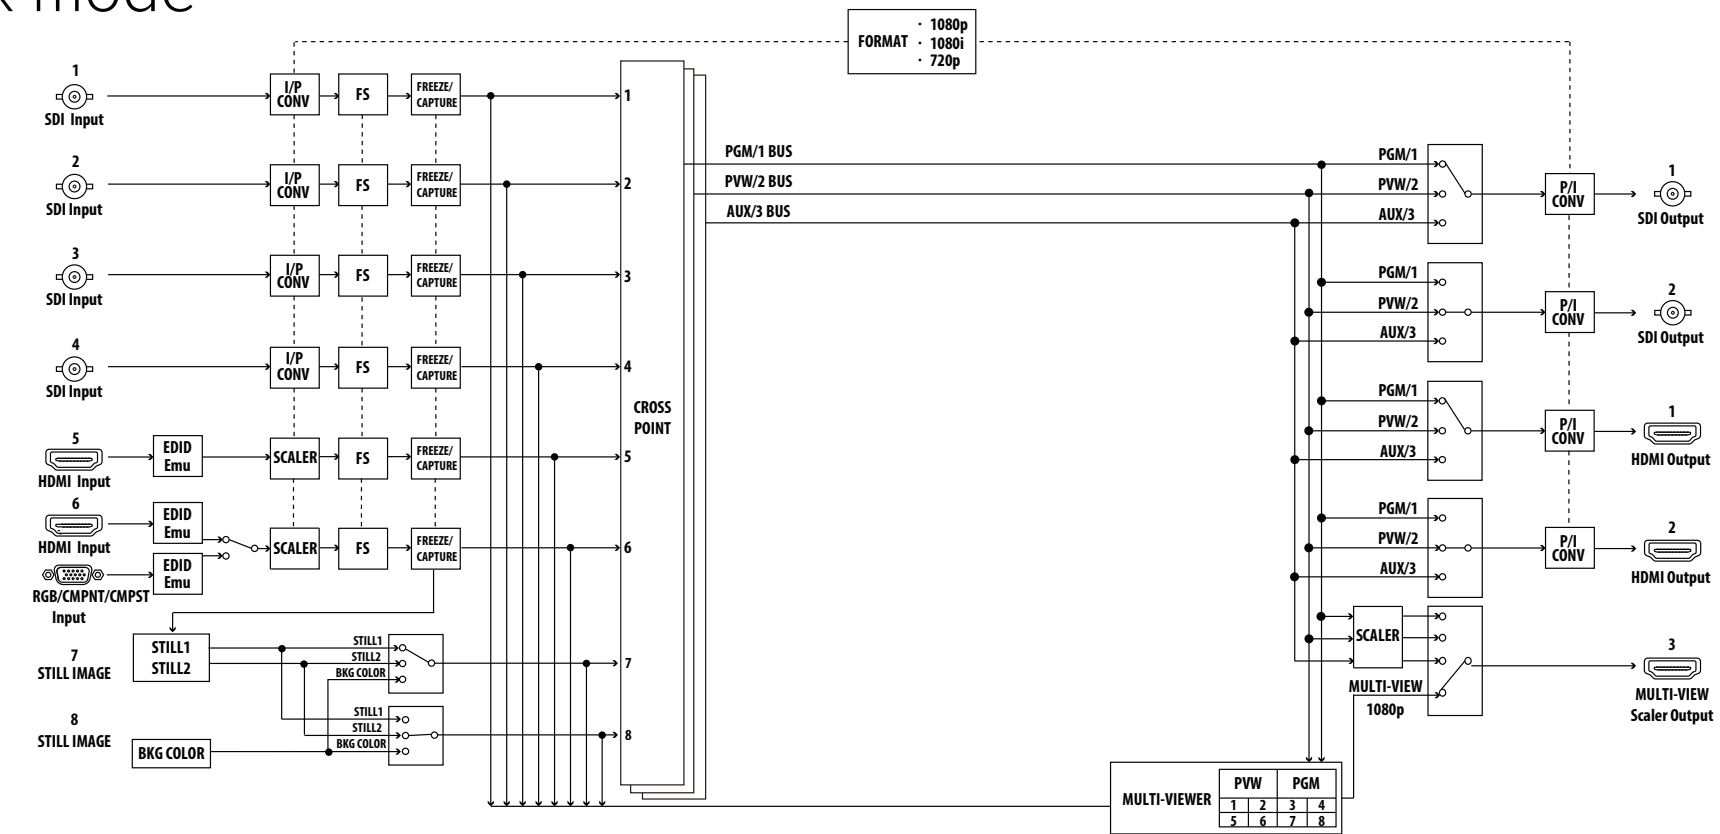 mode
FORMAT
· 1080p
· 1080i
· 720p
1
SDI Input
I/P
CONV
FS
FREEZE/
CAPTURE
1
2
SDI Input
I/P
CONV
FS
FREEZE/
CAPTURE
2
3
SDI Input
I/P
CONV
FS
FREEZE/
CAPTURE
3
4
SDI Input
I/P
CONV
FS
FREEZE/
CAPTURE
4
5
HDMI Input
EDID
Emu
SCALER
FS
FREEZE/
CAPTURE
5
6
HDMI Input
EDID
Emu
RGB/CMPNT/CMPST
Input
EDID
Emu
SCALER
FS
FREEZE/
CAPTURE
6
7
STILL IMAGE
STILL1
STILL2
STILL1
STILL2
BKG COLOR
7
8
STILL IMAGE
BKG COLOR
STILL1
STILL2
BKG COLOR
8
CROSS
POINT
PGM/1 BUS
PVW/2 BUS
AUX/3 BUS
PGM/1
PVW/2
AUX/3
P/I
CONV
1
SDI Output
PGM/1
PVW/2
AUX/3
P/I
CONV
2
SDI Output
PGM/1
PVW/2
AUX/3
P/I
CONV
1
HDMI Output
PGM/1
PVW/2
AUX/3
P/I
CONV
2
HDMI Output
SCALER
MULTI-VIEW
1080p
3
MULTI-VIEW
Scaler Output
MULTI-VIEWER
PVW PGM
1 2 3 4
5 6 7 8